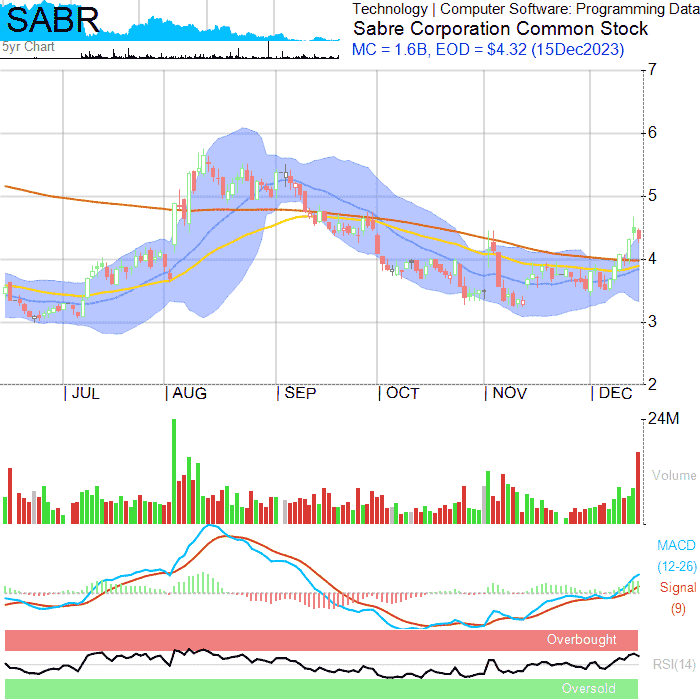 SABR
5yr Chart
Technology | Computer Software: Programming Data
Sabre Corporation Common Stock
MC = 1.6B, EOD = $4.32 (15Dec2023)
7
6
5
4
3
2
| JUL | AUG | SEP | OCT | NOV | DEC
24M
Volume
MACD
(12-26)
Signal
(9)
Overbought
RSI(14)
Oversold